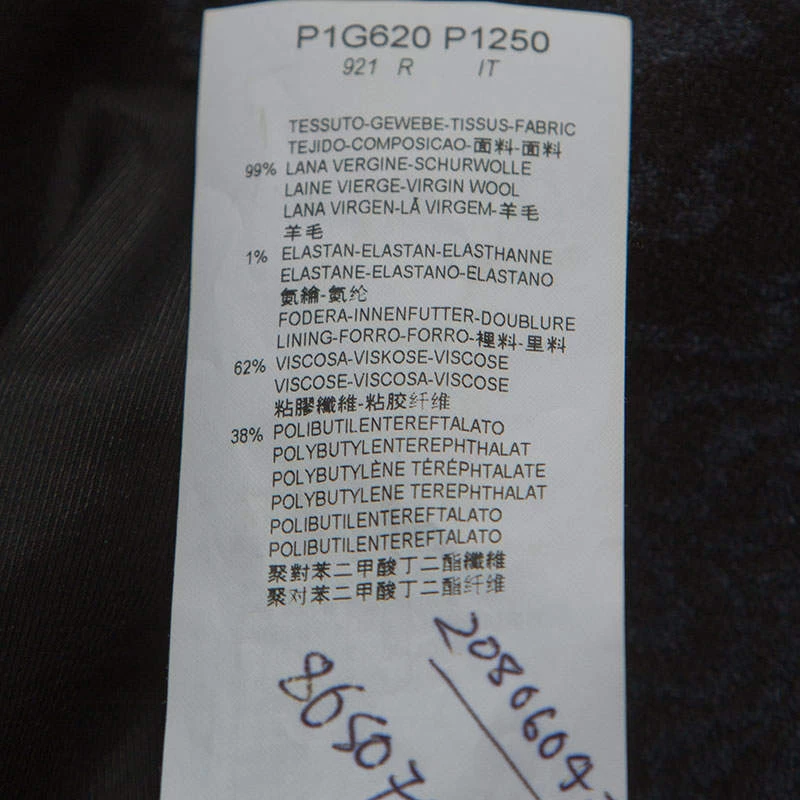 P1G620 P1250
921 R IT
TESSUTO-GEWEBE-TISSUS-FABRIC
TEJIDO-COMPOSICAO-面料-面料
99% LANA VERGINE-SCHURWOLLE
LAINE VIERGE-VIRGIN WOOL
LANA VIRGEN-LÃ VIRGEM-羊毛
羊毛
1% ELASTAN-ELASTAN-ELASTHANNE
ELASTANE-ELASTANO-ELASTANO
氨綸-氨纶
FODERA-INNENFUTTER-DOUBLURE
LINING-FORRO-FORRO-裡料-里料
62% VISCOSA-VISKOSE-VISCOSE
VISCOSE-VISCOSA-VISCOSE
粘膠纖維-粘胶纤维
38% POLIBUTILENTEREFTALATO
POLYBUTYLENTEREPHTHALAT
POLYBUTYLÈNE TÉRÉPHTALATE
POLYBUTYLENE TEREPHTHALAT
POLIBUTILENTEREFTALATO
POLIBUTILENTEREFTALATO
聚對苯二甲酸丁二酯纖維
聚对苯二甲酸丁二酯纤维
2080604
86507